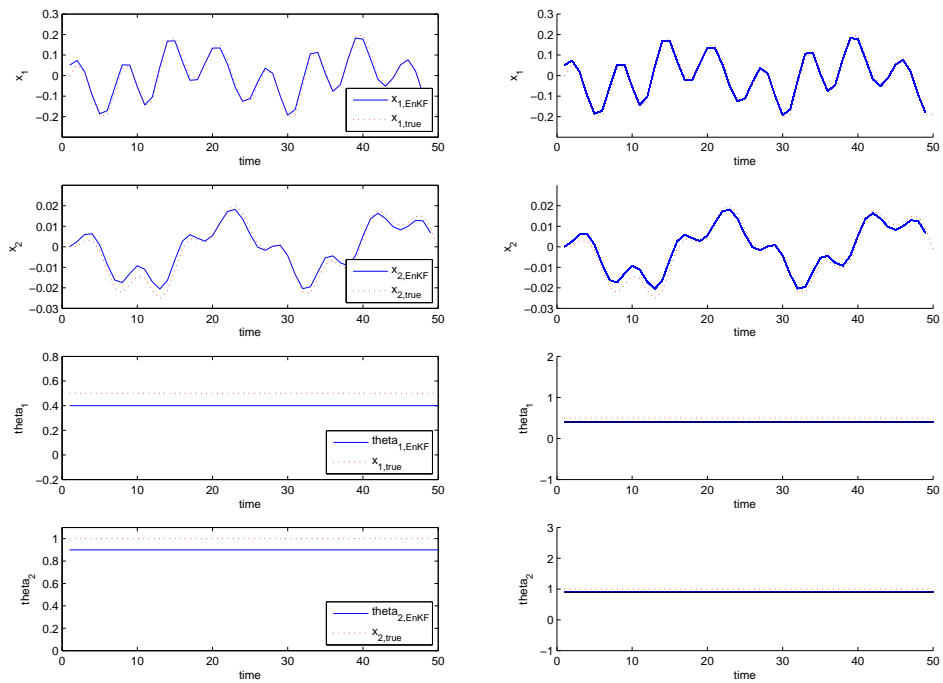 0.3
0.2
0.1
0
−0.1
−0.2
x1
0 10 20 30 40 50
time
x1,EnKF
x1,true
0.3
0.2
0.1
0
−0.1
−0.2
x1
0 10 20 30 40 50
time
0.02
0.01
0
−0.01
−0.02
−0.03
x2
0 10 20 30 40 50
time
x2,EnKF
x2,true
0.02
0.01
0
−0.01
−0.02
−0.03
x2
0 10 20 30 40 50
time
0.8
0.6
0.4
0.2
0
−0.2
theta1
0 10 20 30 40 50
time
theta1,EnKF
x1,true
2
1
0
−1
theta1
0 10 20 30 40 50
time
1
0.8
0.6
0.4
0.2
0
theta2
0 10 20 30 40 50
time
theta2,EnKF
x2,true
3
2
1
0
−1
theta2
0 10 20 30 40 50
time